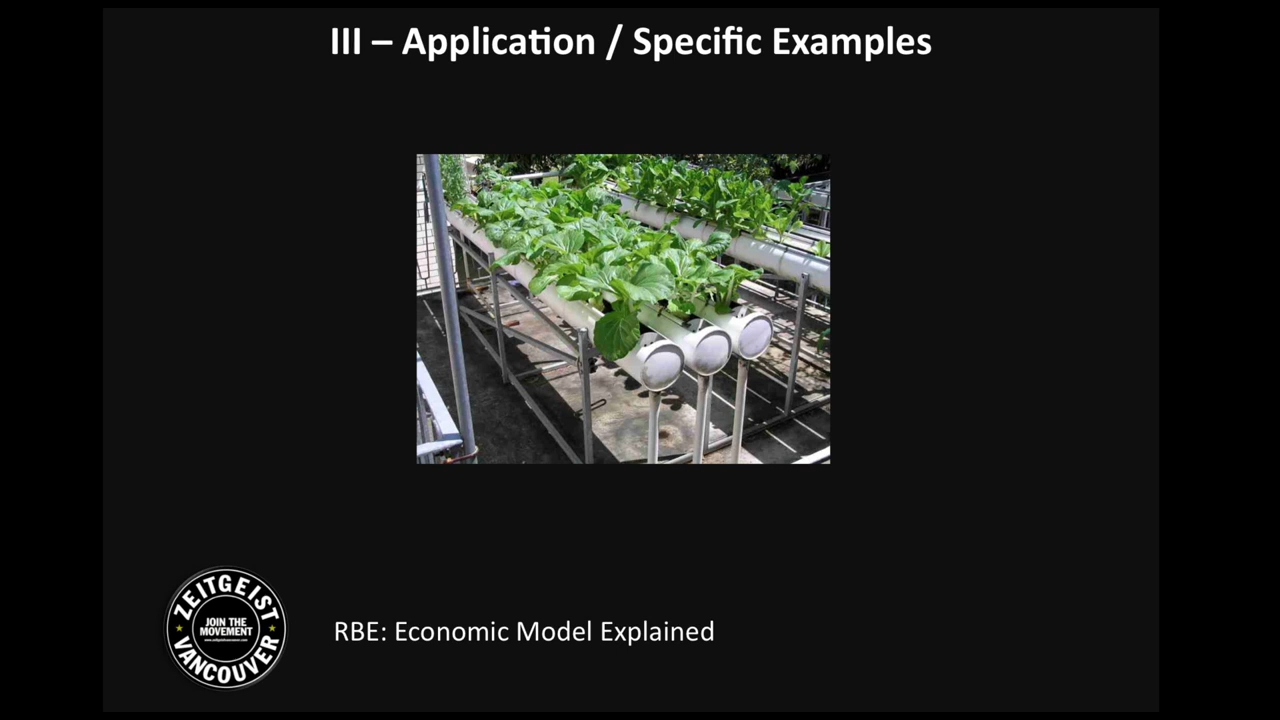 III – Application / Specific Examples
ZEITGEIST
JOIN THE
MOVEMENT
VANCOUVER
RBE: Economic Model Explained